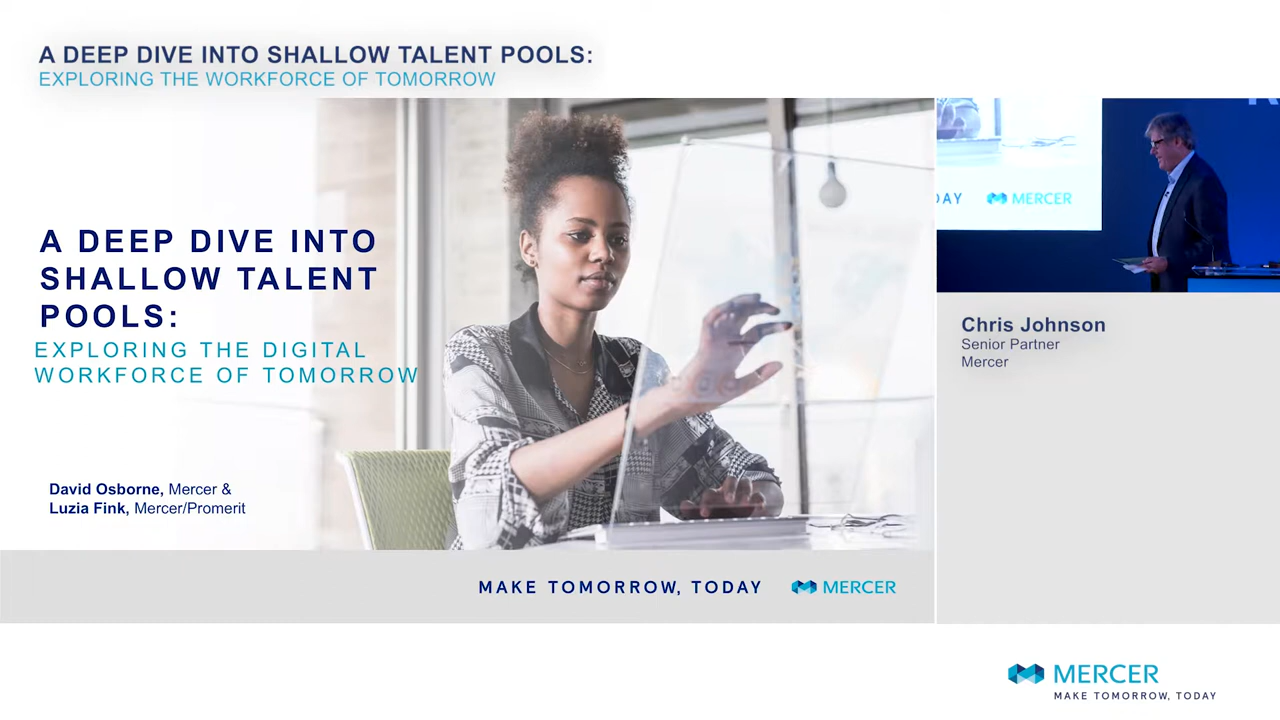 A DEEP DIVE INTO SHALLOW TALENT POOLS:
EXPLORING THE WORKFORCE OF TOMORROW
A DEEP DIVE INTO
SHALLOW TALENT
POOLS:
EXPLORING THE DIGITAL
WORKFORCE OF TOMORROW
David Osborne, Mercer &
Luzia Fink, Mercer/Promerit
MAKE TOMORROW, TODAY
MERCER
DAY
MERCER
Chris Johnson
Senior Partner
Mercer
MERCER
MAKE TOMORROW, TODAY